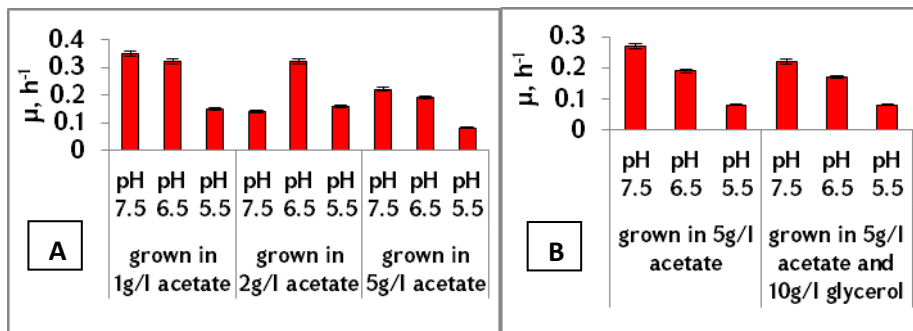 0.4
0.3
0.2
0.1
0
µ, h⁻¹
pH pH pH pH pH pH pH pH pH
7.5 6.5 5.5 7.5 6.5 5.5 7.5 6.5 5.5
grown in grown in grown in
1g/l acetate 2g/l acetate 5g/l acetate
A
0.3
0.2
0.1
0
µ, h⁻¹
pH pH pH pH pH pH
7.5 6.5 5.5 7.5 6.5 5.5
grown in 5g/l
acetate
grown in 5g/l
acetate and
10g/l glycerol
B